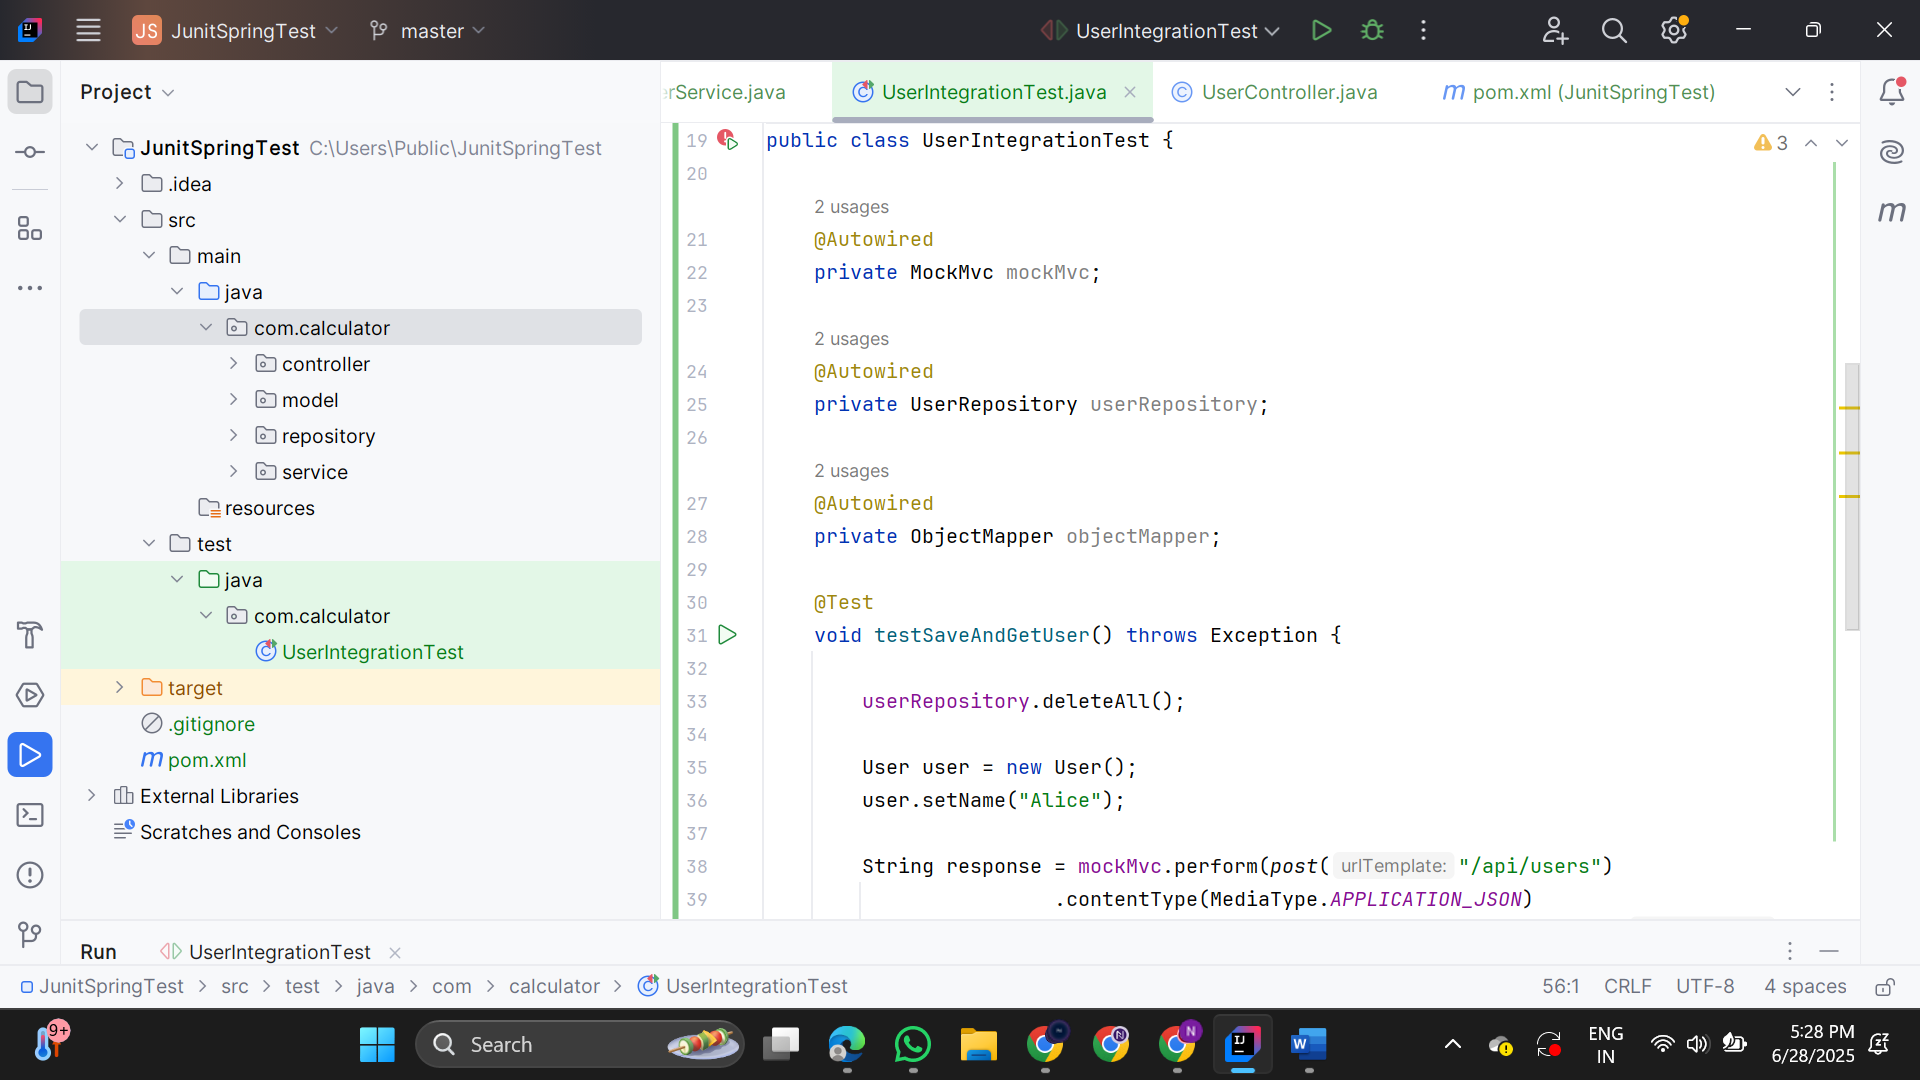 JS JunitSpringTest master UserIntegrationTest
Project
JunitSpringTest C:\Users\Public\JunitSpringTest
.idea
src
main
java
com.calculator
controller
model
repository
service
resources
test
java
com.calculator
UserIntegrationTest
target
.gitignore
pom.xml
External Libraries
Scratches and Consoles
erService.java UserIntegrationTest.java UserController.java pom.xml (JunitSpringTest)
3
19 public class UserIntegrationTest {
20
2 usages
21 @Autowired
22 private MockMvc mockMvc;
23
2 usages
24 @Autowired
25 private UserRepository userRepository;
26
2 usages
27 @Autowired
28 private ObjectMapper objectMapper;
29
30 @Test
31 void testSaveAndGetUser() throws Exception {
32
33 userRepository.deleteAll();
34
35 User user = new User();
36 user.setName("Alice");
37
38 String response = mockMvc.perform(post( urlTemplate: "/api/users")
39 .contentType(MediaType.APPLICATION_JSON)
Run UserIntegrationTest
JunitSpringTest > src > test > java > com > calculator > UserIntegrationTest 56:1 CRLF UTF-8 4 spaces
9+
Search
ENG
IN
5:28 PM
6/28/2025